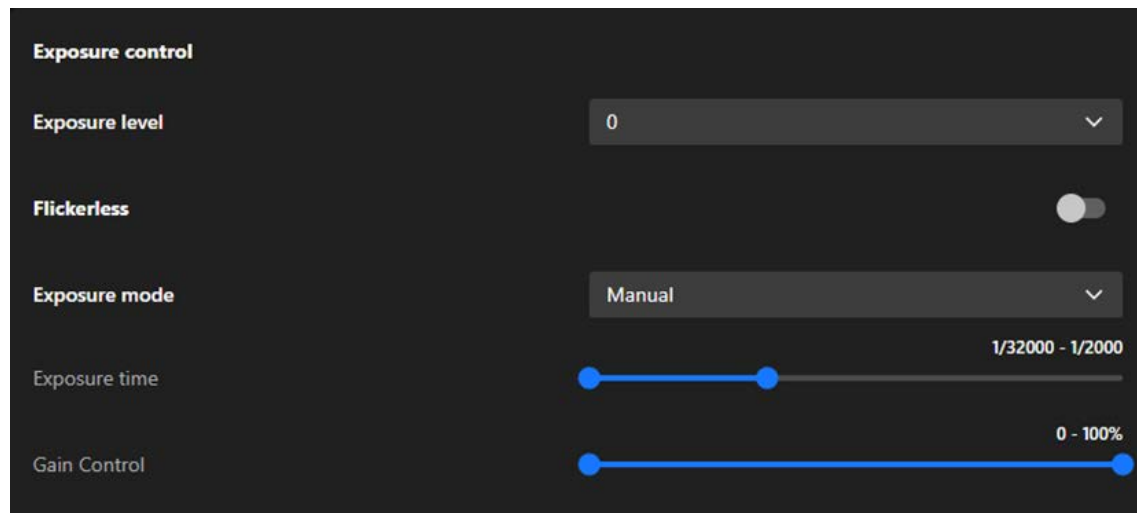 Exposure control
Exposure level
0
Flickerless
Exposure mode
Manual
1/32000 - 1/2000
Exposure time
0 - 100%
Gain Control